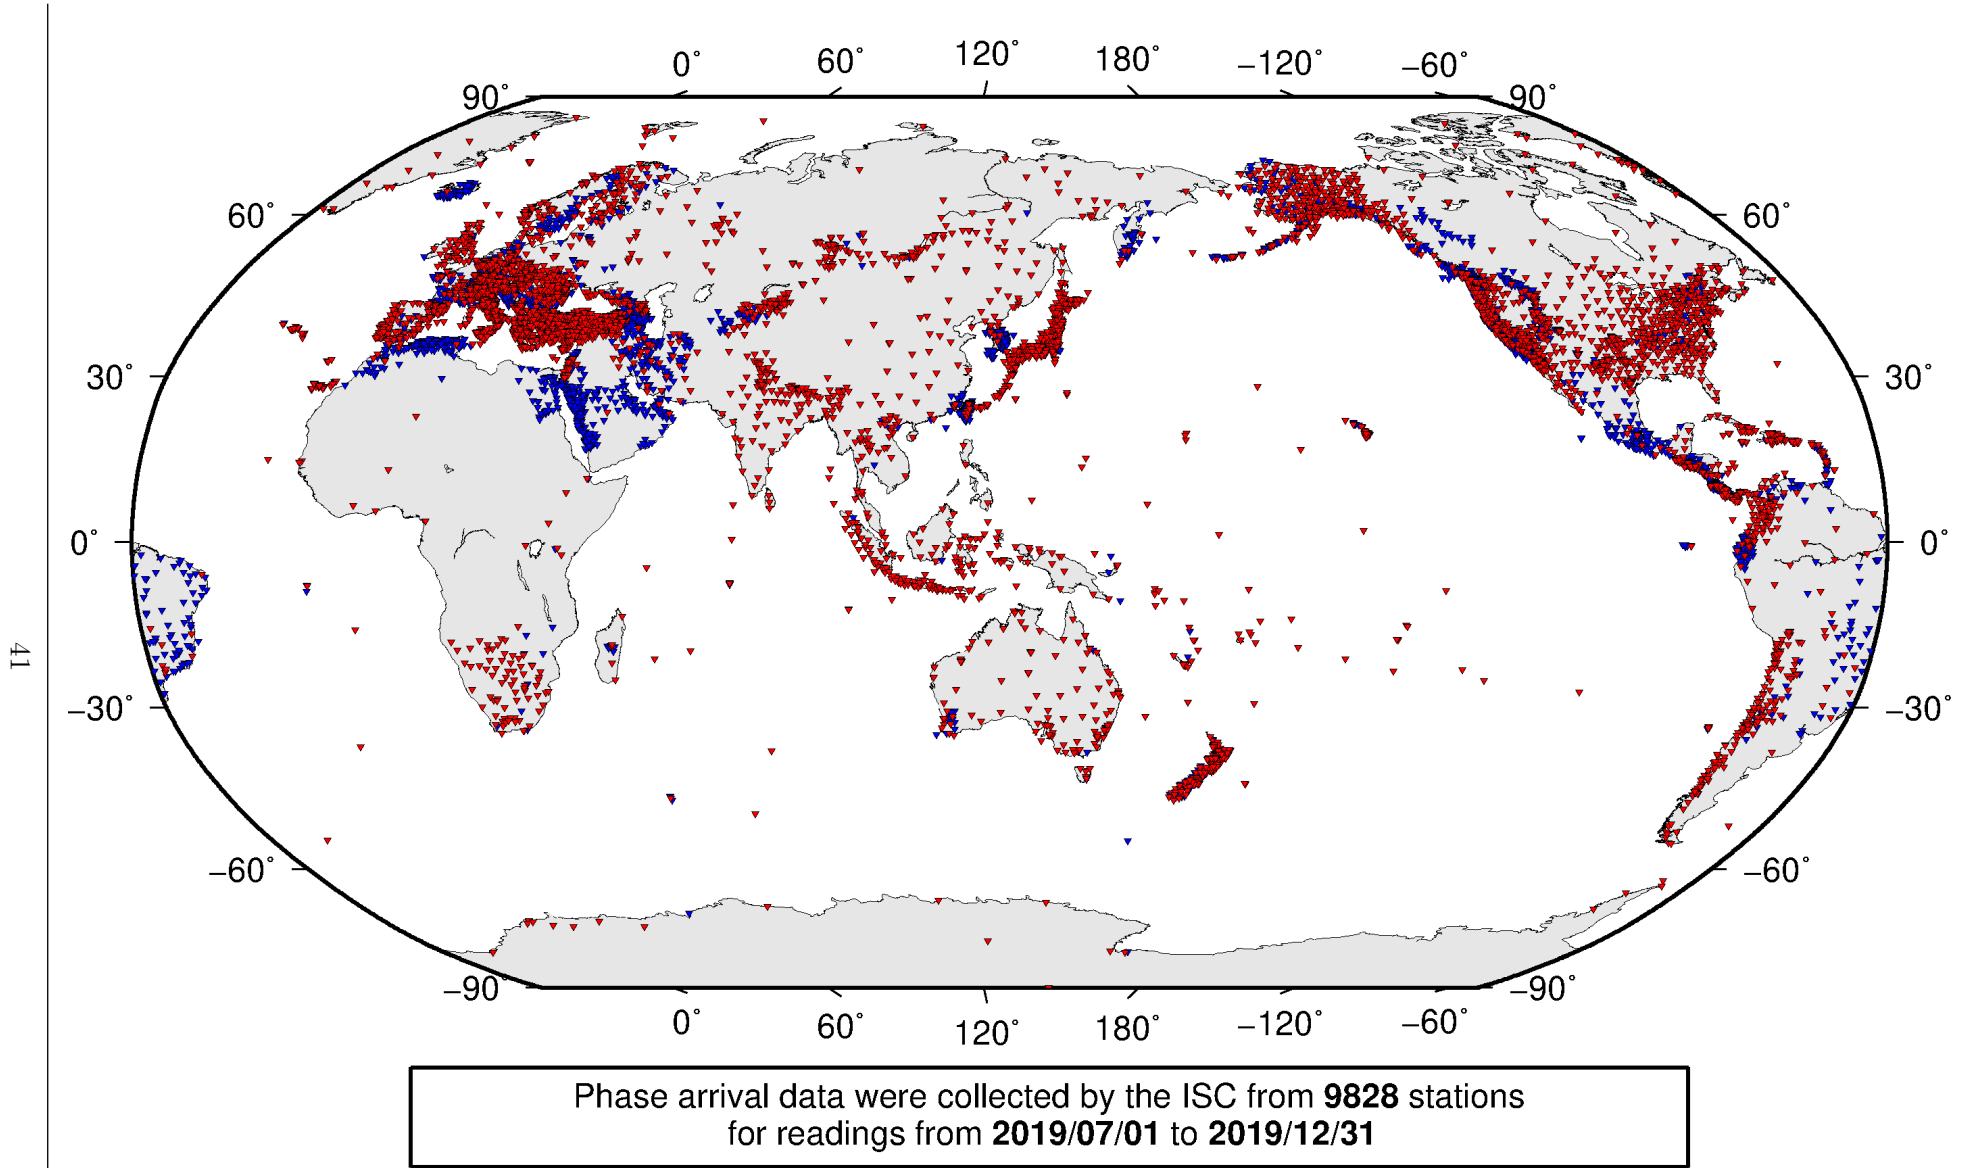 0° 60° 120° 180° −120° −60°
90° 90°
60° 60°
30° 30°
0° 0°
−30° −30°
−60° −60°
−90° −90°
0° 60° 120° 180° −120° −60°
41
Phase arrival data were collected by the ISC from 9828 stations
for readings from 2019/07/01 to 2019/12/31